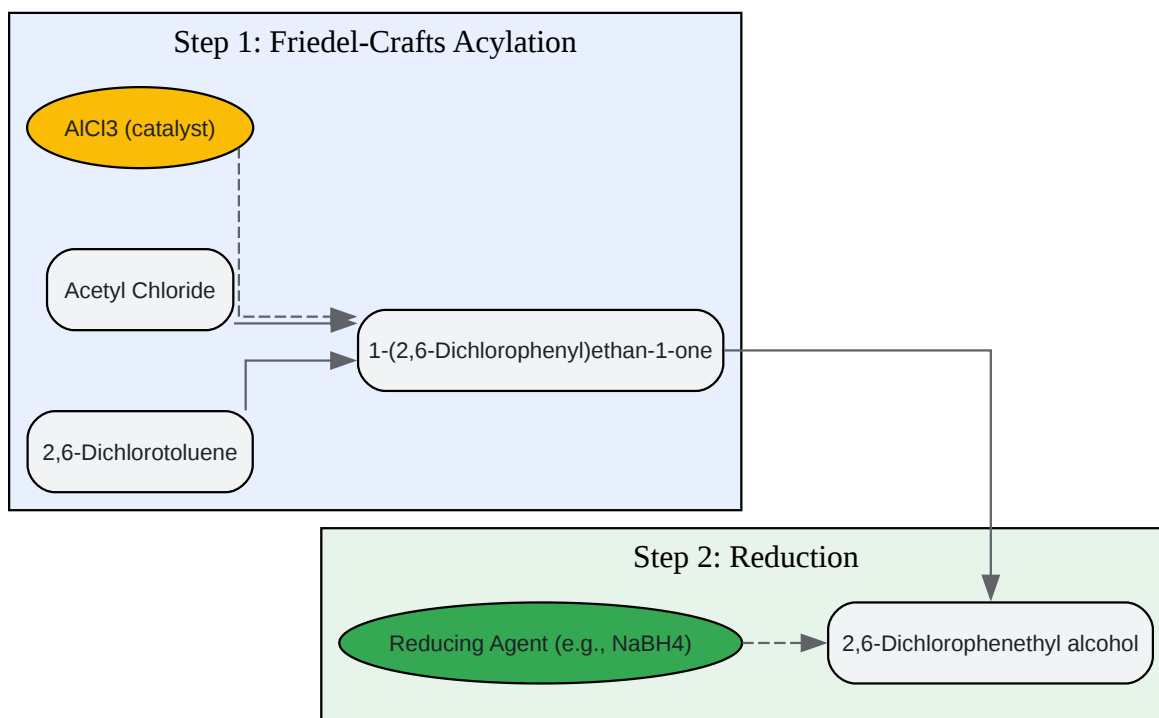 Step 1: Friedel-Crafts Acylation
AlCl3 (catalyst)
Acetyl Chloride
1-(2,6-Dichlorophenyl)ethan-1-one
2,6-Dichlorotoluene
Step 2: Reduction
Reducing Agent (e.g., NaBH4)
2,6-Dichlorophenethyl alcohol